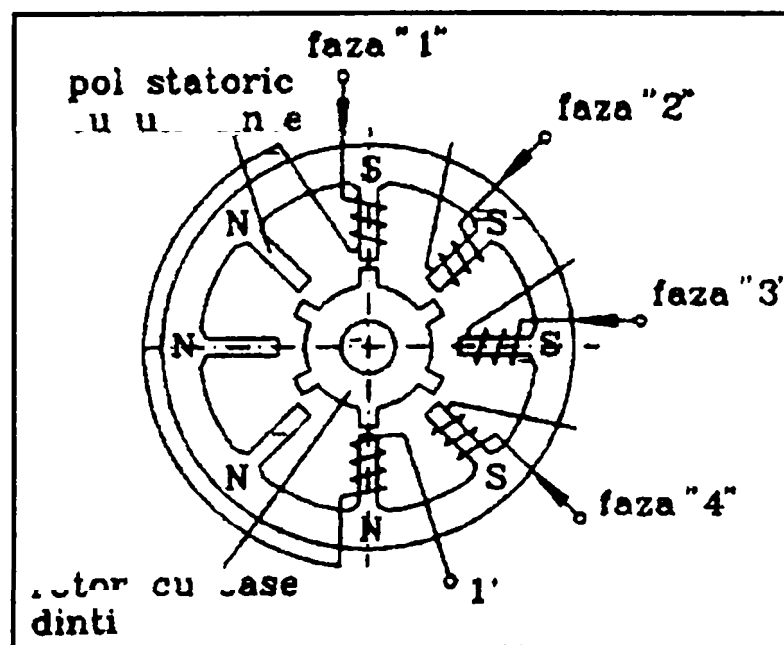 faza "1"
pol statoric
faza "2"
S
N
S
faza "3'
N
S
N
S
faza "4"
N
1'
cu
dinti